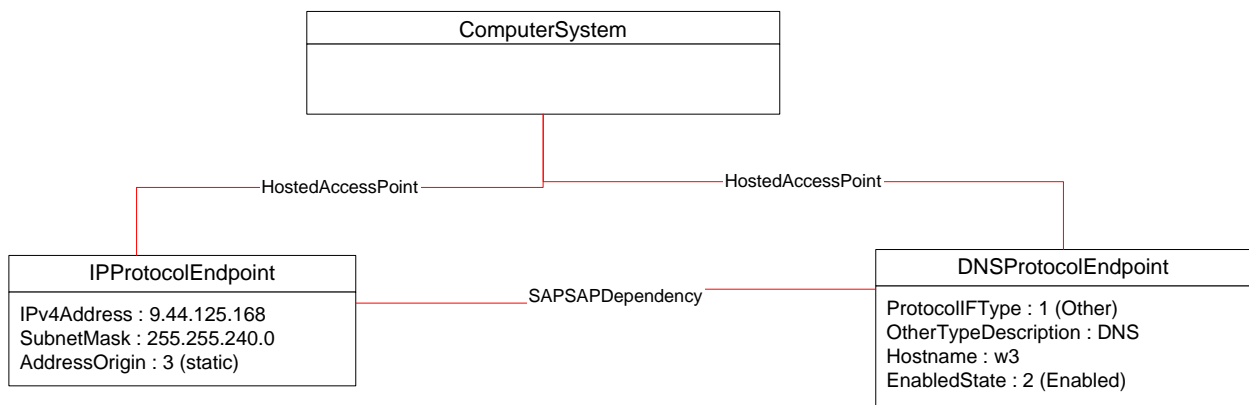 ComputerSystem
HostedAccessPoint
HostedAccessPoint
IPProtocolEndpoint
IPv4Address : 9.44.125.168
SubnetMask : 255.255.240.0
AddressOrigin : 3 (static)
SAPSAPDependency
DNSProtocolEndpoint
ProtocolIFType : 1 (Other)
OtherTypeDescription : DNS
Hostname : w3
EnabledState : 2 (Enabled)